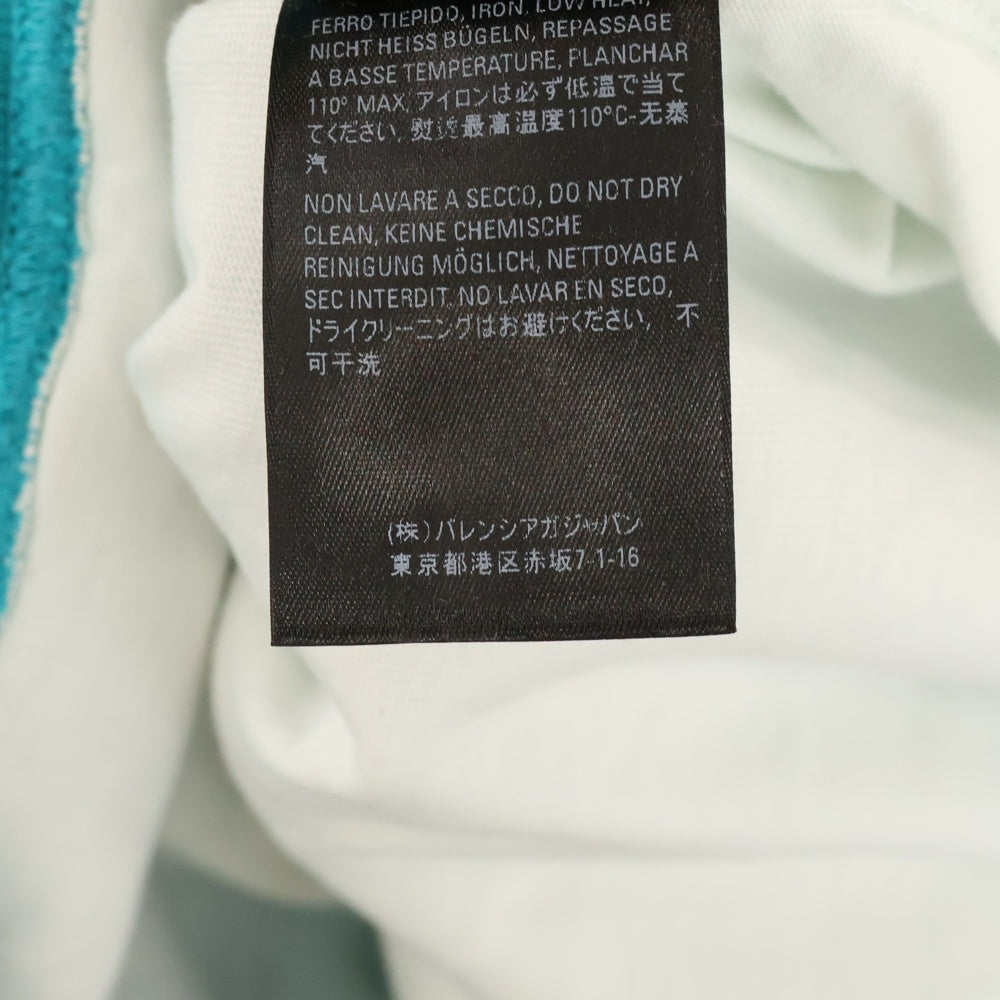 FERRO TIEPIDO, IRON. LOW HEAT,
NICHT HEISS BÜGELN, REPASSAGE
A BASSE TEMPERATURE, PLANCHAR
110° MAX, アイロンは必ず低温で当て
てください, 熨烫最高温度110°C-无蒸
汽
NON LAVARE A SECCO, DO NOT DRY
CLEAN, KEINE CHEMISCHE
REINIGUNG MÖGLICH, NETTOYAGE A
SEC INTERDIT, NO LAVAR EN SECO,
ドライクリーニングはお避けください, 不
可干洗
(株)バレンシアガジャパン
東京都港区赤坂7-1-16